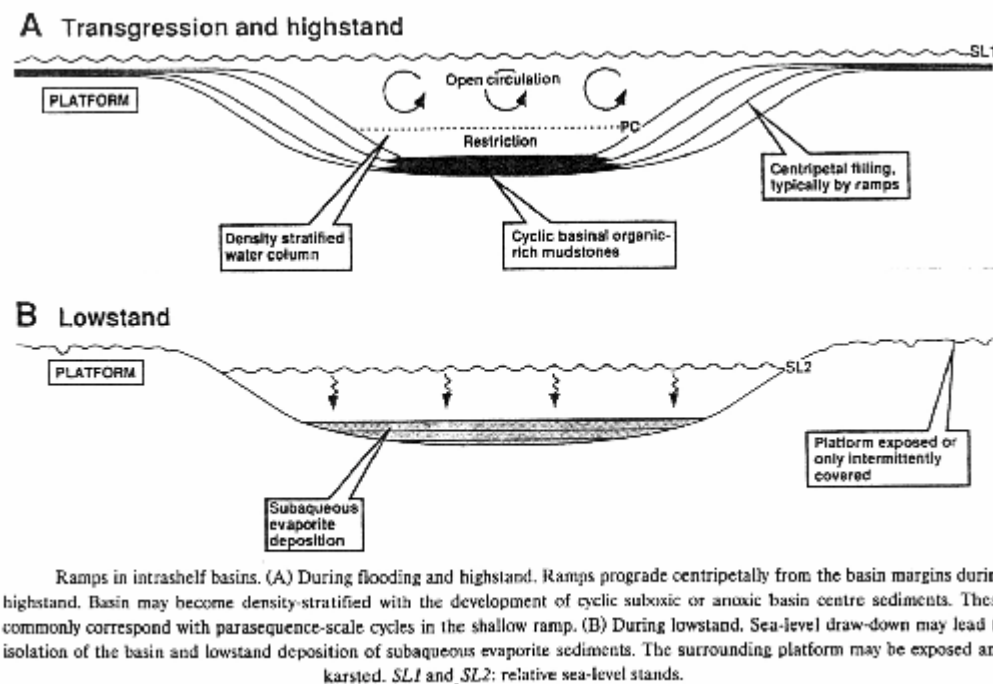 A Transgression and highstand
SL1
Open circulation
PLATFORM
PC
Restriction
Centripetal filling,
typically by ramps
Density stratified
water column
Cyclic basinal organic-
rich mudstones
B Lowstand
PLATFORM
SL2
Platform exposed or
only intermittently
covered
Subaqueous
evaporite
deposition
Ramps in intrashelf basins. (A) During flooding and highstand. Ramps prograde centripetally from the basin margins durin
highstand. Basin may become density-stratified with the development of cyclic suboxic or anoxic basin centre sediments. Thes
commonly correspond with parasequence-scale cycles in the shallow ramp. (B) During lowstand. Sea-level draw-down may lead
isolation of the basin and lowstand deposition of subaqueous evaporite sediments. The surrounding platform may be exposed an
karsted. SL1 and SL2: relative sea-level stands.